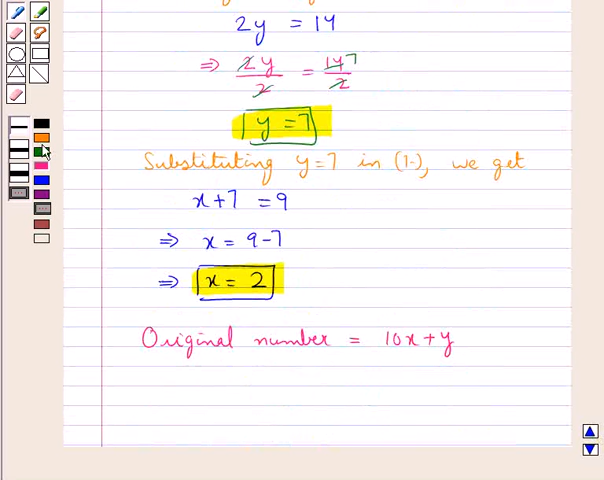 2y = 14
⇒ 2y/2 = 14 7/2
y = 7
Substituting y=7 in (1.), we get
x+7 = 9
⇒ x = 9-7
⇒ x = 2
Original number = 10x+y